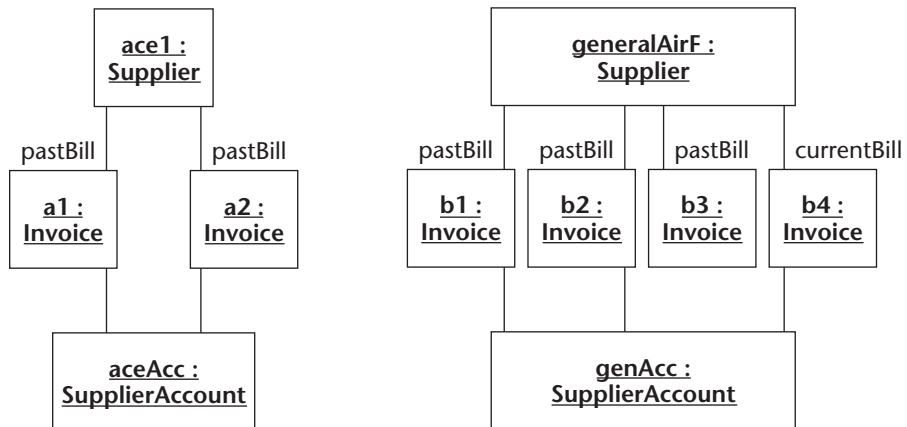 ace1 :
Supplier
generalAirF :
Supplier
pastBill pastBill pastBill pastBill pastBill currentBill
a1 :
Invoice
a2 :
Invoice
b1 :
Invoice
b2 :
Invoice
b3 :
Invoice
b4 :
Invoice
aceAcc :
SupplierAccount
genAcc :
SupplierAccount